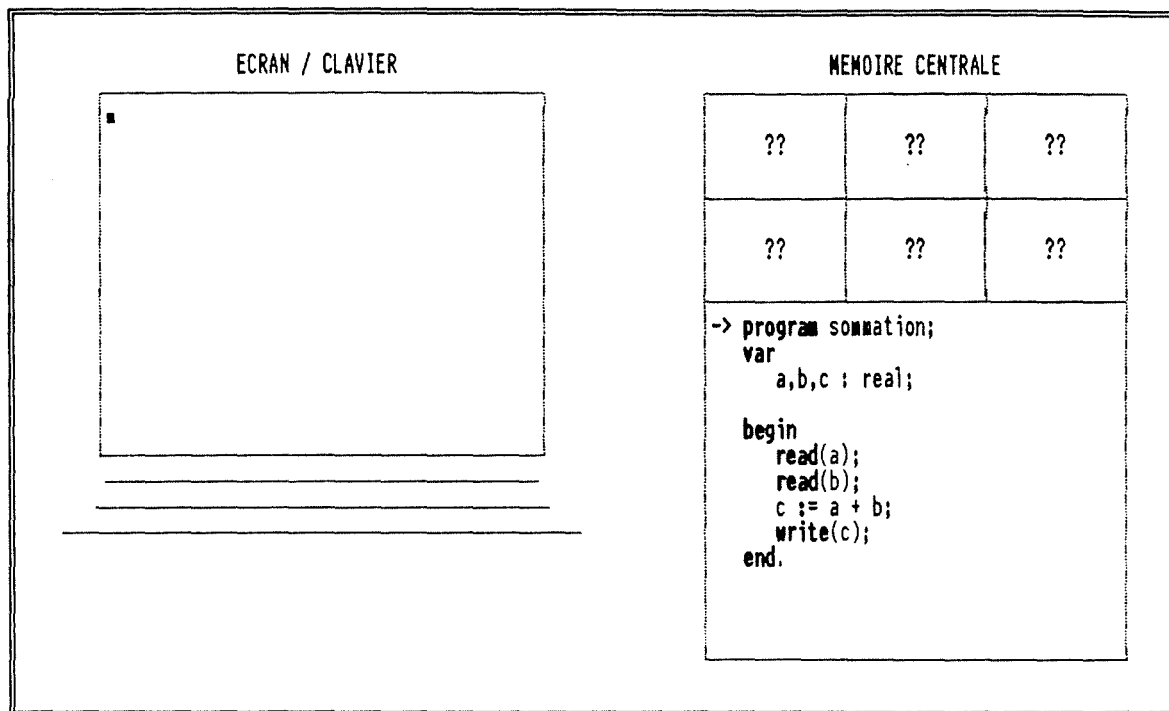 ECRAN / CLAVIER
MEMOIRE CENTRALE
?? ?? ??
?? ?? ??
-> program sommation;
var
a,b,c : real;
begin
read(a);
read(b);
c := a + b;
write(c);
end.